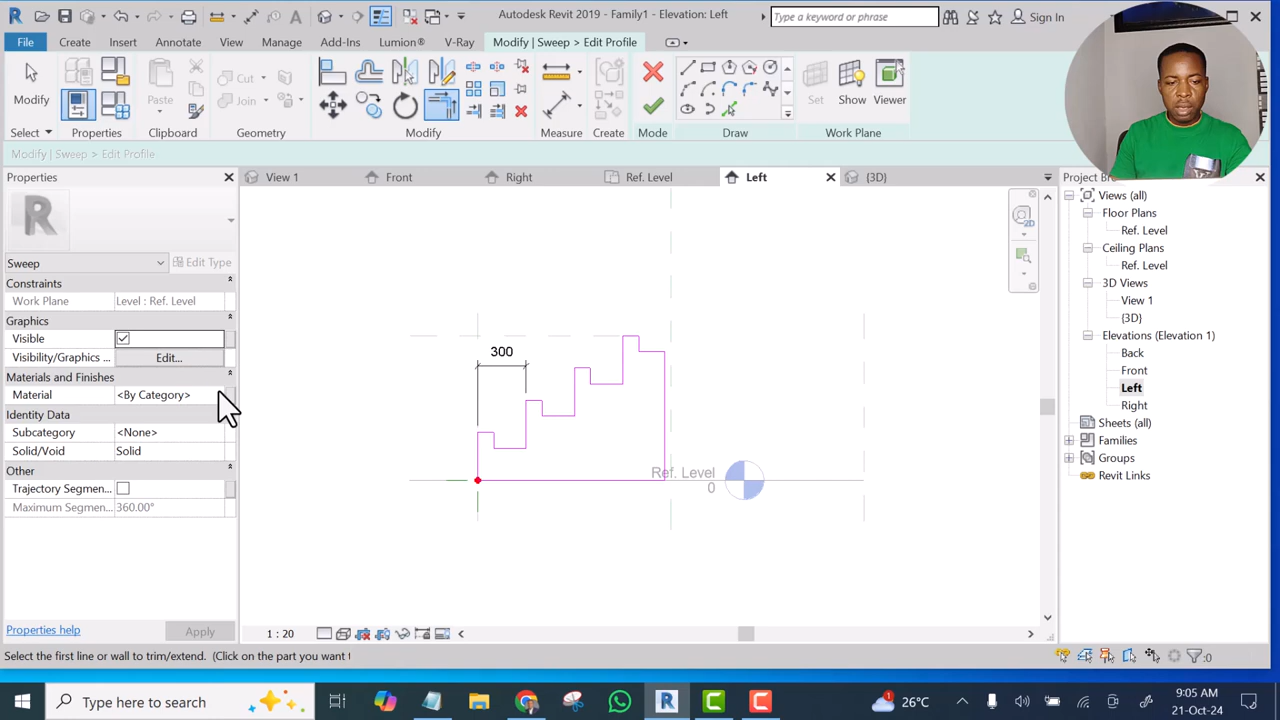 Autodesk Revit 2019 - Family1 - Elevation: Left
Type a keyword or phrase
Sign In
File
Create
Insert
Annotate
View
Manage
Add-Ins
Lumion®
V-Ray
Modify | Sweep > Edit Profile
Modify
Paste
Cut
Join
Create
Set
Show
Viewer
Select
Properties
Clipboard
Geometry
Modify
Measure
Create
Mode
Draw
Work Plane
Modify | Sweep > Edit Profile
Properties
View 1
Front
Right
Ref. Level
Left
{3D}
Project Br
R
Sweep
Edit Type
Constraints
Work Plane
Level : Ref. Level
Graphics
Visible
Visibility/Graphics ...
Edit...
Materials and Finishes
Material
<By Category>
Identity Data
Subcategory
<None>
Solid/Void
Solid
Other
Trajectory Segmen...
Maximum Segmen...
360.00°
Properties help
Apply
300
Ref. Level
0
2D
Views (all)
Floor Plans
Ref. Level
Ceiling Plans
Ref. Level
3D Views
View 1
{3D}
Elevations (Elevation 1)
Back
Front
Left
Right
Sheets (all)
Families
Groups
Revit Links
1 : 20
Select the first line or wall to trim/extend. (Click on the part you want t
:0
Type here to search
26°C
9:05 AM
21-Oct-24